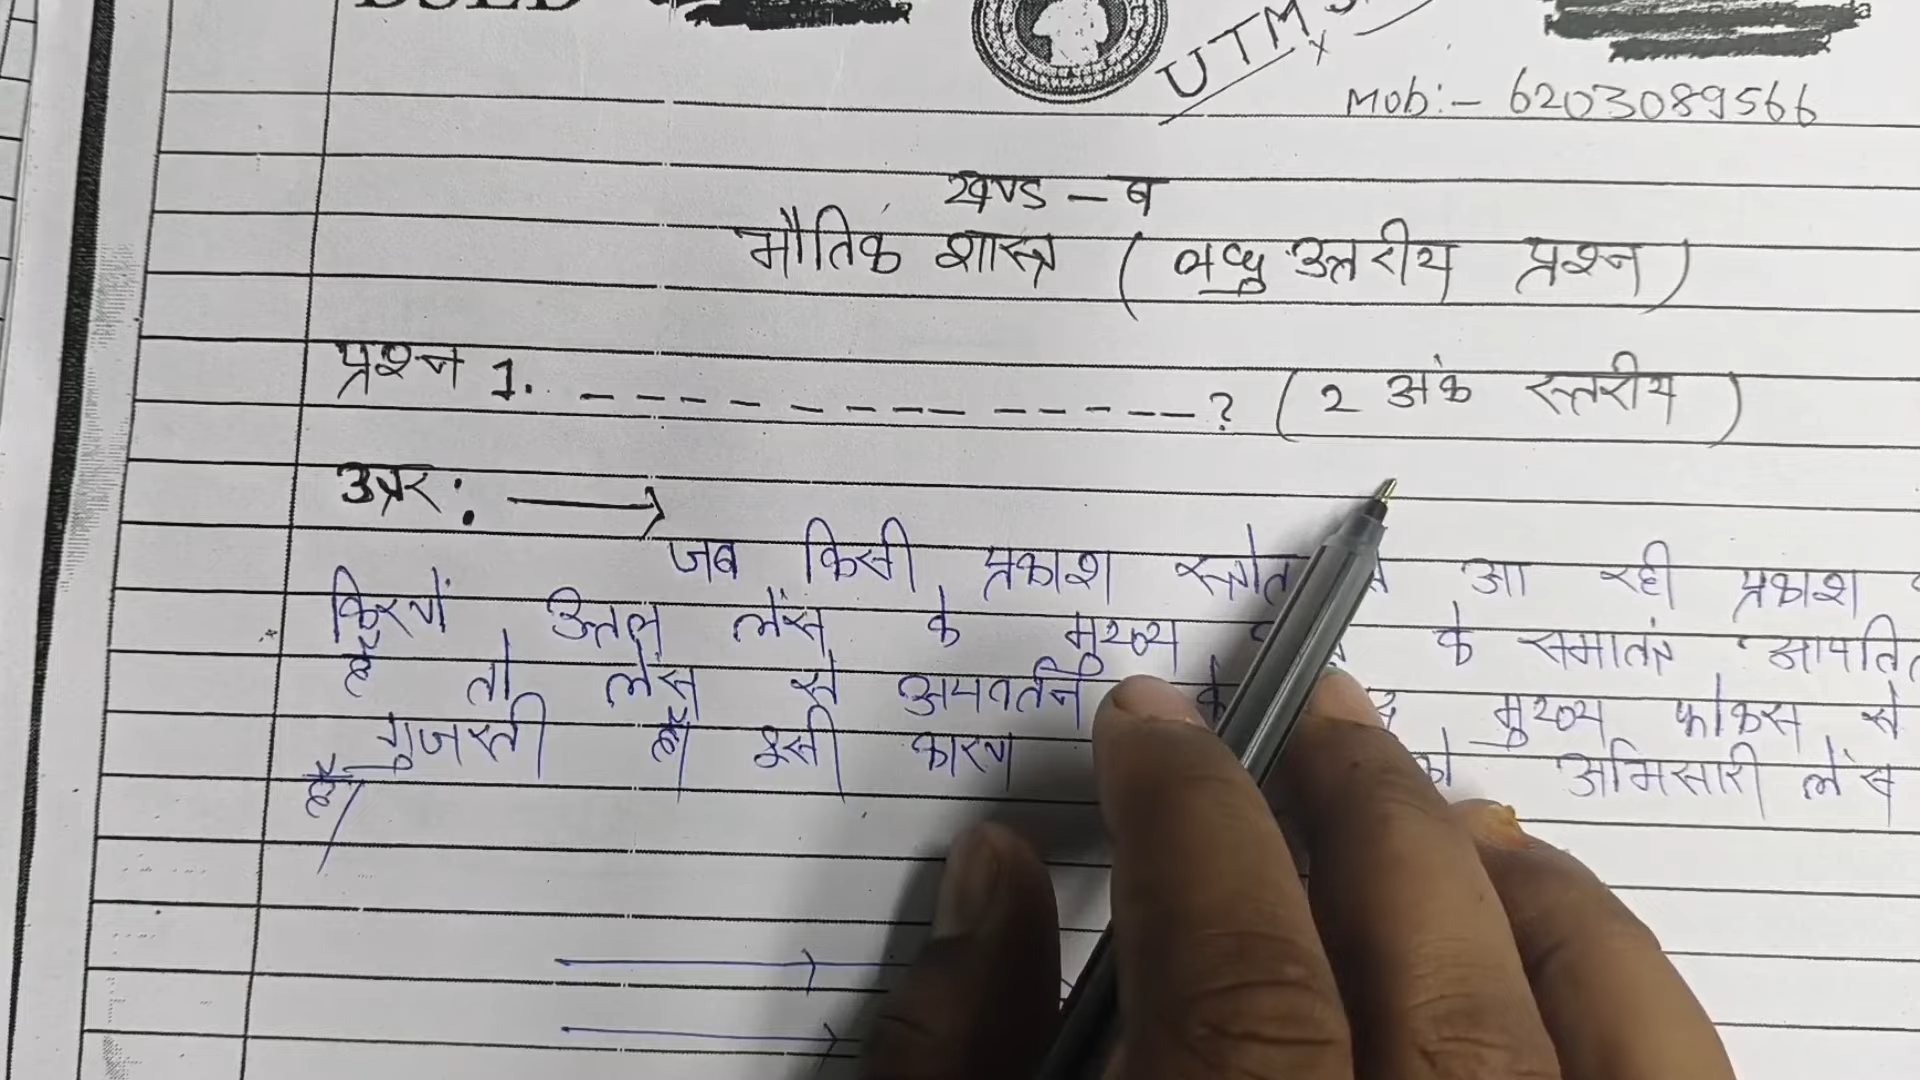 UTM
Mob:- 6203089566
खण्ड - ब
भौतिक शास्त्र ( लघु उत्तरीय प्रश्न )
प्रश्न 1. - - - - - - - - - - - - - ? ( 2 अंक स्तरीय )
उत्तर : →
जब किसी प्रकाश स्त्रोत आ रही प्रकाश
किरणें उत्तल लेंस के मुख्य के समातंर आपतित
हैं तो लेंस से अपवर्तन के मुख्य फोकस से
गुजरती है। इसी कारण को अभिसारी लेंस
हैं।